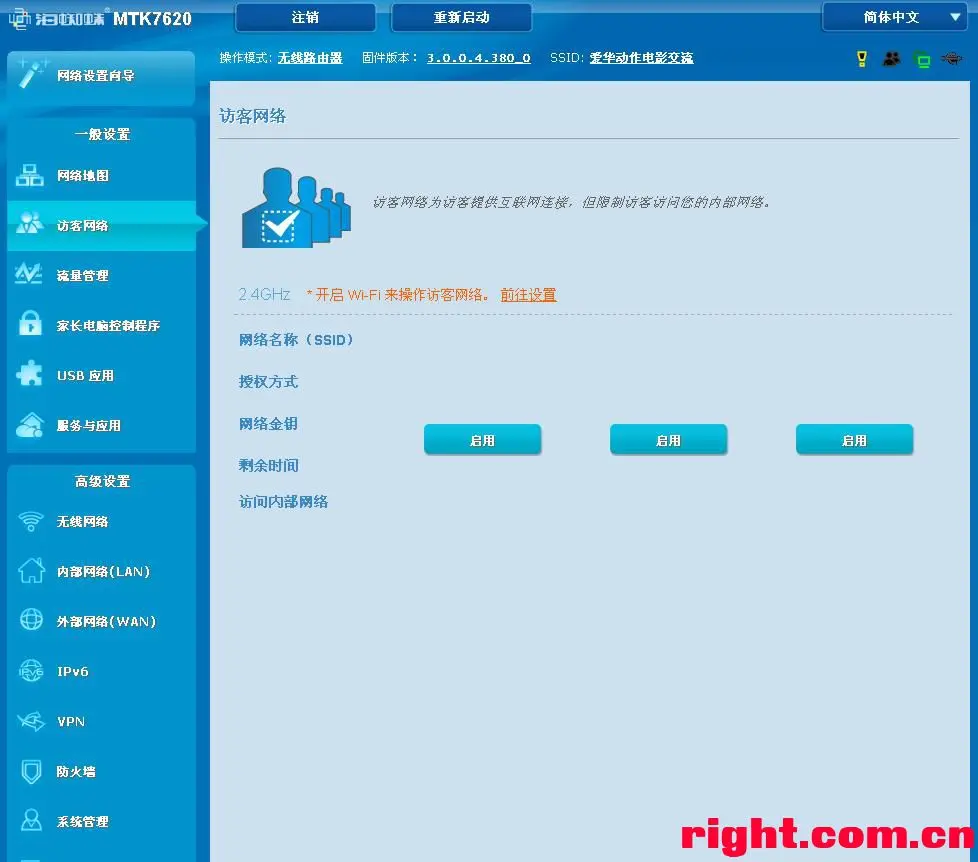 海蜘蛛® MTK7620
注销
重新启动
简体中文
操作模式: 无线路由器 固件版本： 3.0.0.4.380_0 SSID: 爱华动作电影交流
网络设置向导
一般设置
网络地图
访客网络
流量管理
家长电脑控制程序
USB 应用
服务与应用
高级设置
无线网络
内部网络(LAN)
外部网络(WAN)
IPv6
VPN
防火墙
系统管理
访客网络
访客网络为访客提供互联网连接，但限制访客访问您的内部网络。
2.4GHz * 开启 Wi-Fi 来操作访客网络。 前往设置
网络名称（SSID）
授权方式
网络金钥
剩余时间
访问内部网络
启用 启用 启用
right.com.cn